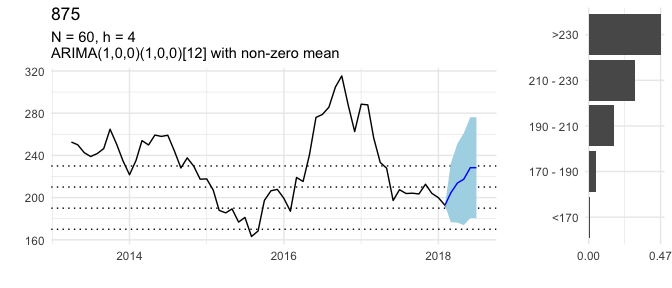 875
N = 60, h = 4
ARIMA(1,0,0)(1,0,0)[12] with non-zero mean
320
280
240
200
160
2014
2016
2018
>230
210 - 230
190 - 210
170 - 190
<170
0.00
0.47